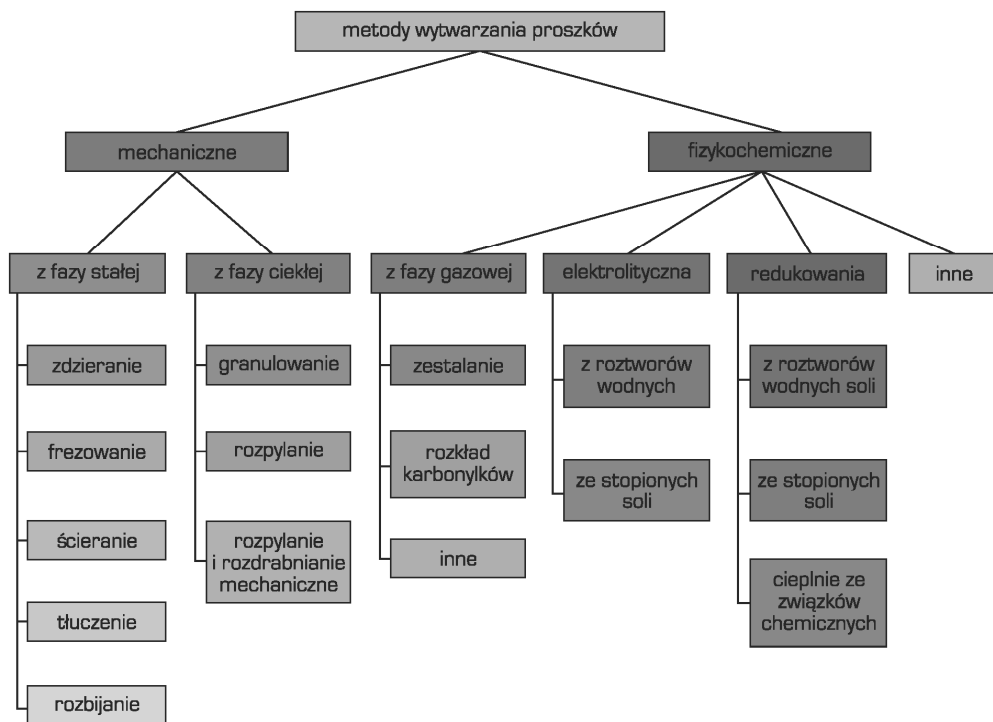 metody wytwarzania proszków
mechaniczne
fizykochemiczne
z fazy stałej
z fazy ciekłej
z fazy gazowej
elektrolityczna
redukowania
inne
zdzieranie
frezowanie
ścieranie
tłuczenie
rozbijanie
granulowanie
rozpylanie
rozpylanie
i rozdrabnianie
mechaniczne
zestalanie
rozkład
karbonylków
inne
z roztworów
wodnych
ze stopionych
soli
z roztworów
wodnych soli
ze stopionych
soli
cieplnie ze
związków
chemicznych